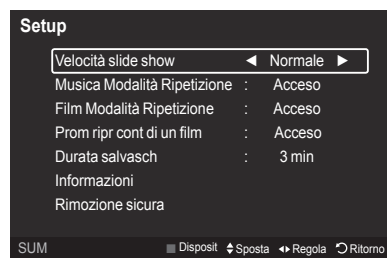 Setup
Velocità slide show ◀ Normale ▶
Musica Modalità Ripetizione : Acceso
Film Modalità Ripetizione : Acceso
Prom ripr cont di un film : Acceso
Durata salvasch : 3 min
Informazioni
Rimozione sicura
SUM Disposit Sposta Regola Ritorno